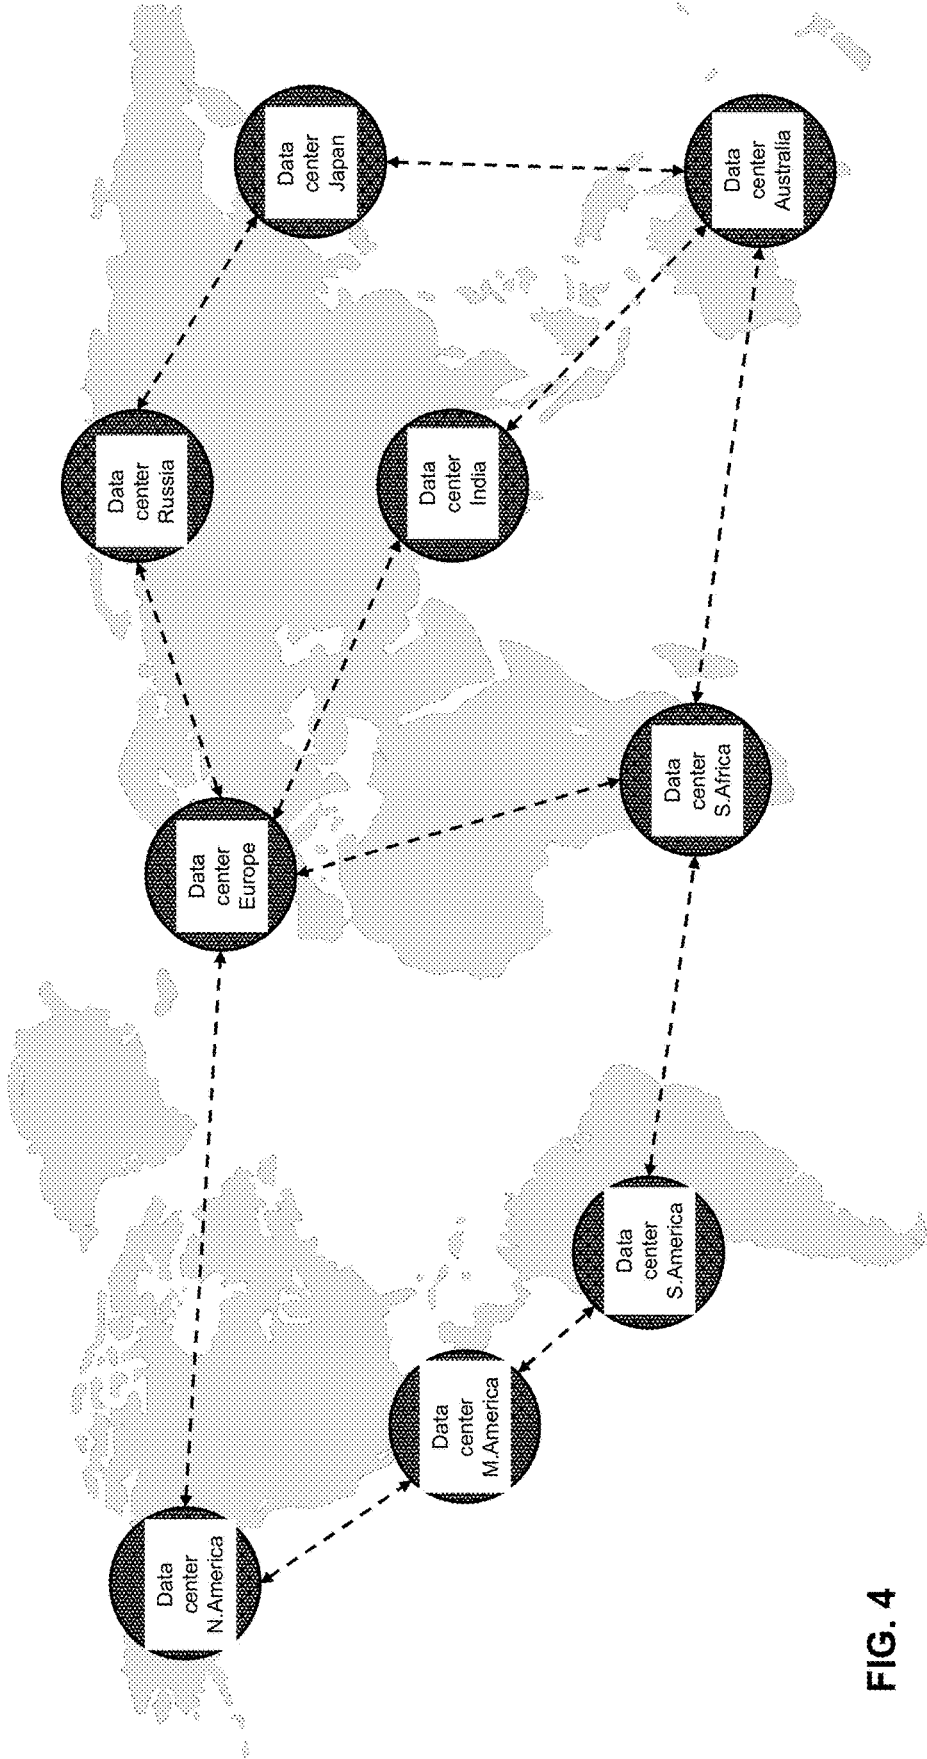 Data
center
N.America
Data
center
M.America
Data
center
S.America
Data
center
Europe
Data
center
S.Africa
Data
center
Russia
Data
center
India
Data
center
Japan
Data
center
Australia
FIG. 4